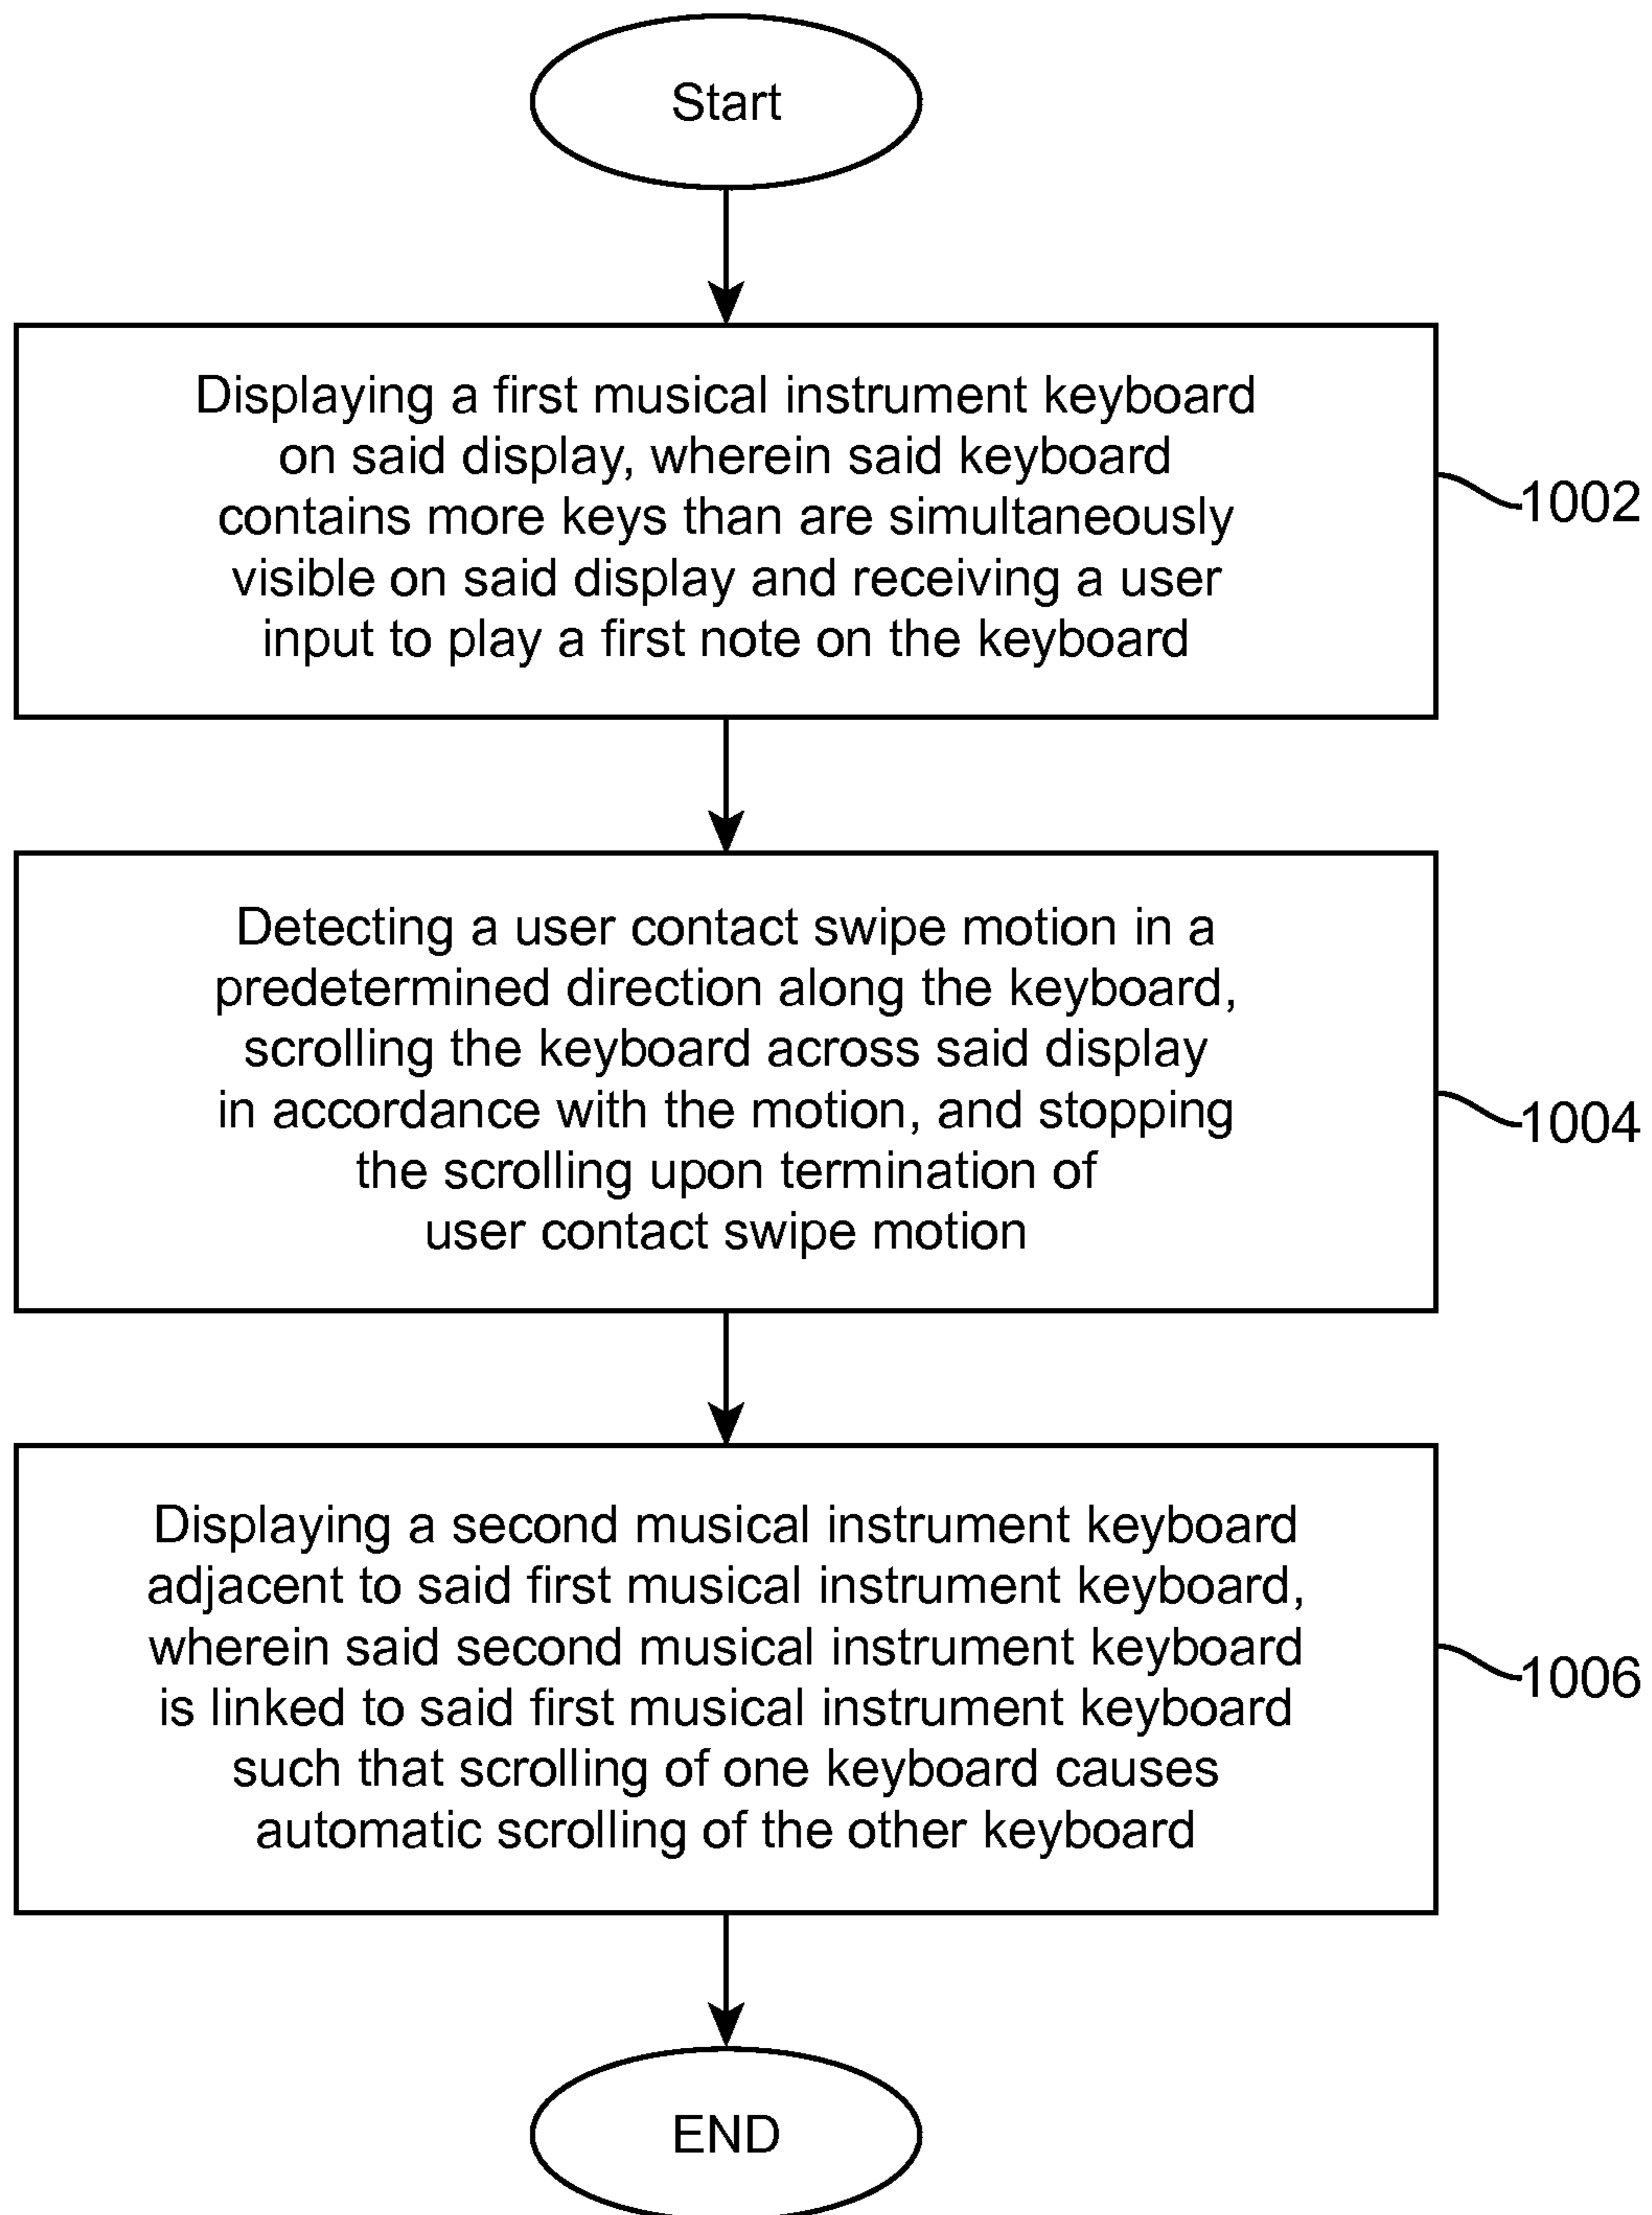 Start
Displaying a first musical instrument keyboard
on said display, wherein said keyboard
contains more keys than are simultaneously
visible on said display and receiving a user
input to play a first note on the keyboard
1002
Detecting a user contact swipe motion in a
predetermined direction along the keyboard,
scrolling the keyboard across said display
in accordance with the motion, and stopping
the scrolling upon termination of
user contact swipe motion
1004
Displaying a second musical instrument keyboard
adjacent to said first musical instrument keyboard,
wherein said second musical instrument keyboard
is linked to said first musical instrument keyboard
such that scrolling of one keyboard causes
automatic scrolling of the other keyboard
1006
END